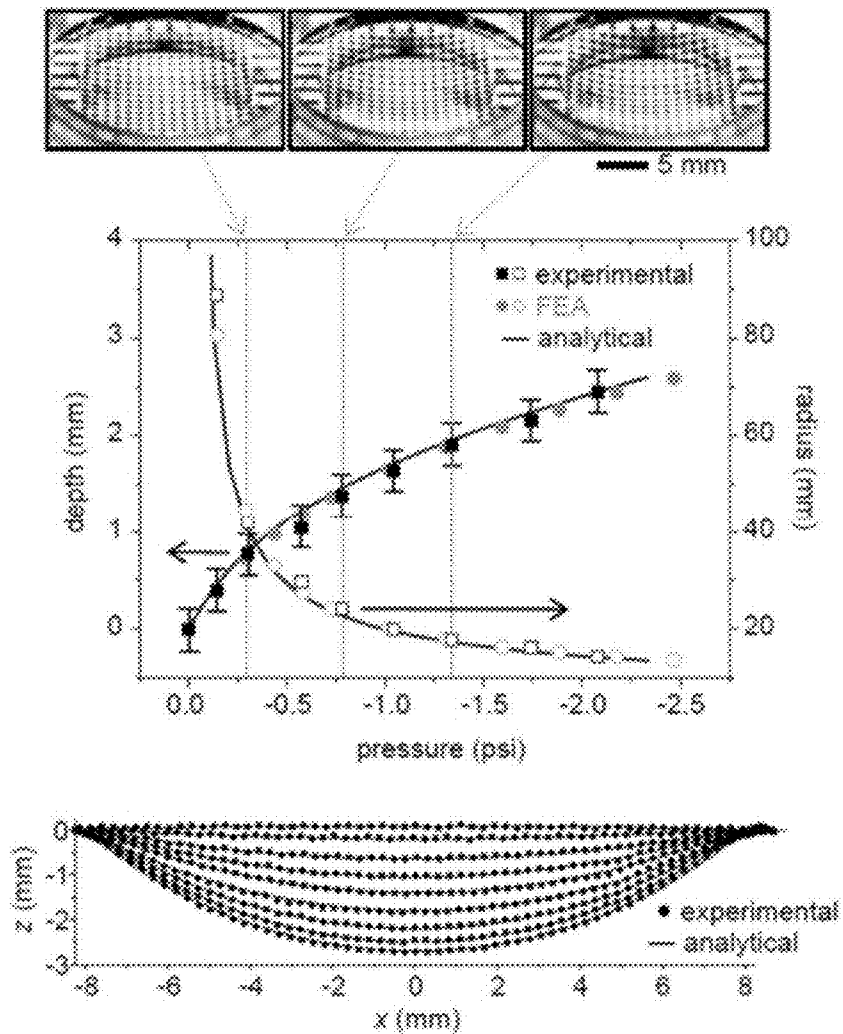 5 mm
4
3
2
1
0
depth (mm)
100
80
60
40
20
radius (mm)
experimental
FEA
analytical
0.0 -0.5 -1.0 -1.5 -2.0 -2.5
pressure (psi)
0
-1
-2
-3
z (mm)
experimental
analytical
-8 -6 -4 -2 0 2 4 6 8
x (mm)